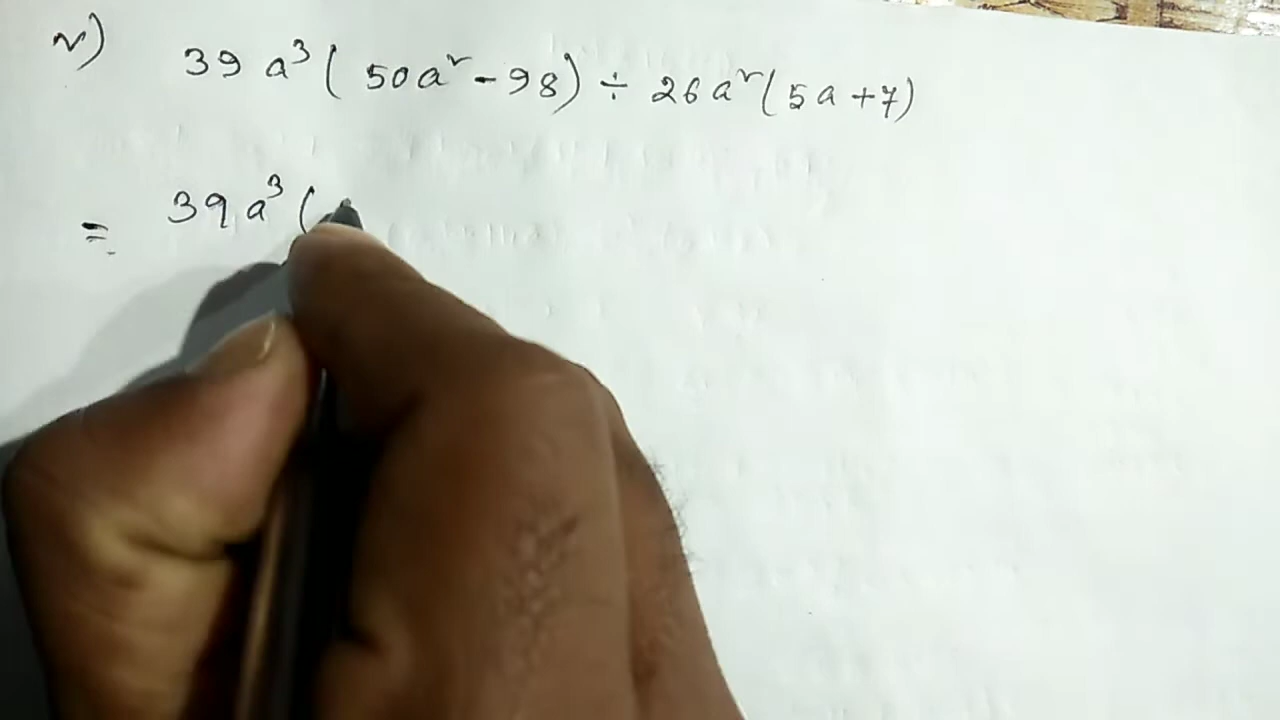 v) 39 a³ ( 50a² - 98) ÷ 26 a² ( 5a + 7)
= 39 a³ (